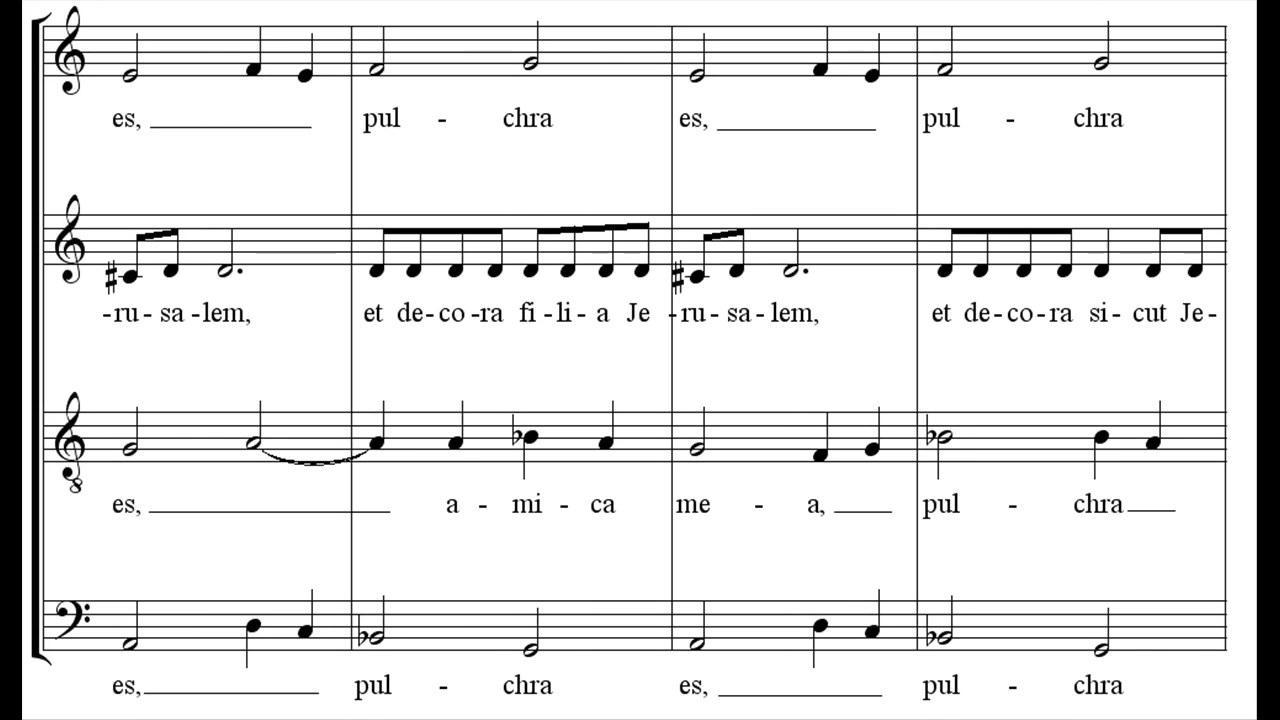 es, pul - chra es, pul - chra
-ru - sa -lem, et de-co -ra fi -li- a Je -ru- sa- lem, et de-co-ra si- cut Je-
es, a - mi - ca me - a, pul - chra
es, pul - chra es, pul - chra